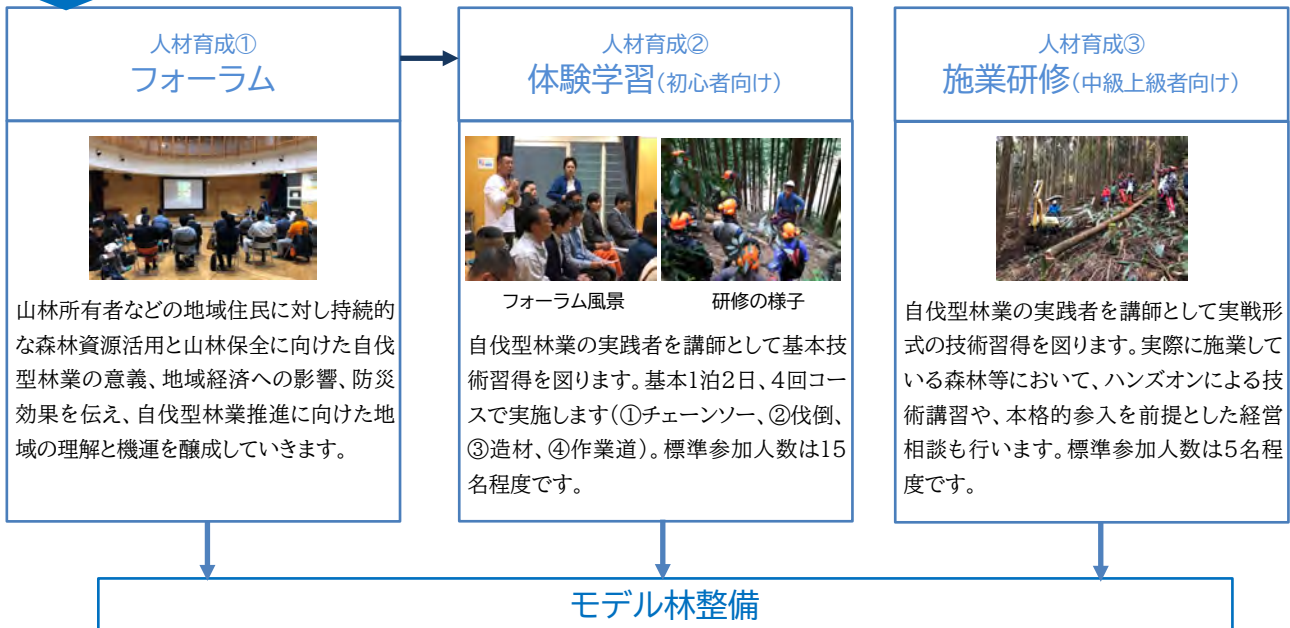 人材育成①
フォーラム
山林所有者などの地域住民に対し持続的
な森林資源活用と山林保全に向けた自伐
型林業の意義、地域経済への影響、防災
効果を伝え、自伐型林業推進に向けた地
域の理解と機運を醸成していきます。
人材育成②
体験学習(初心者向け)
フォーラム風景
研修の様子
自伐型林業の実践者を講師として基本技
術習得を図ります。基本1泊2日、4回コー
スで実施します(①チェーンソー、②伐倒、
③造材、④作業道)。標準参加人数は15
名程度です。
人材育成③
施業研修(中級上級者向け)
自伐型林業の実践者を講師として実戦形
式の技術習得を図ります。実際に施業して
いる森林等において、ハンズオンによる技
術講習や、本格的参入を前提とした経営
相談も行います。標準参加人数は5名程
度です。
モデル林整備